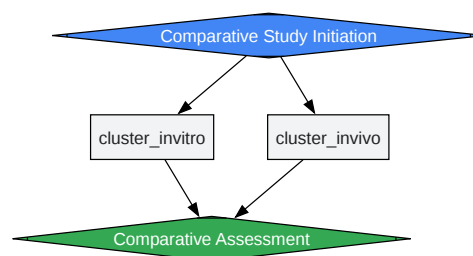 Comparative Study Initiation
cluster_invitro
cluster_invivo
Comparative Assessment